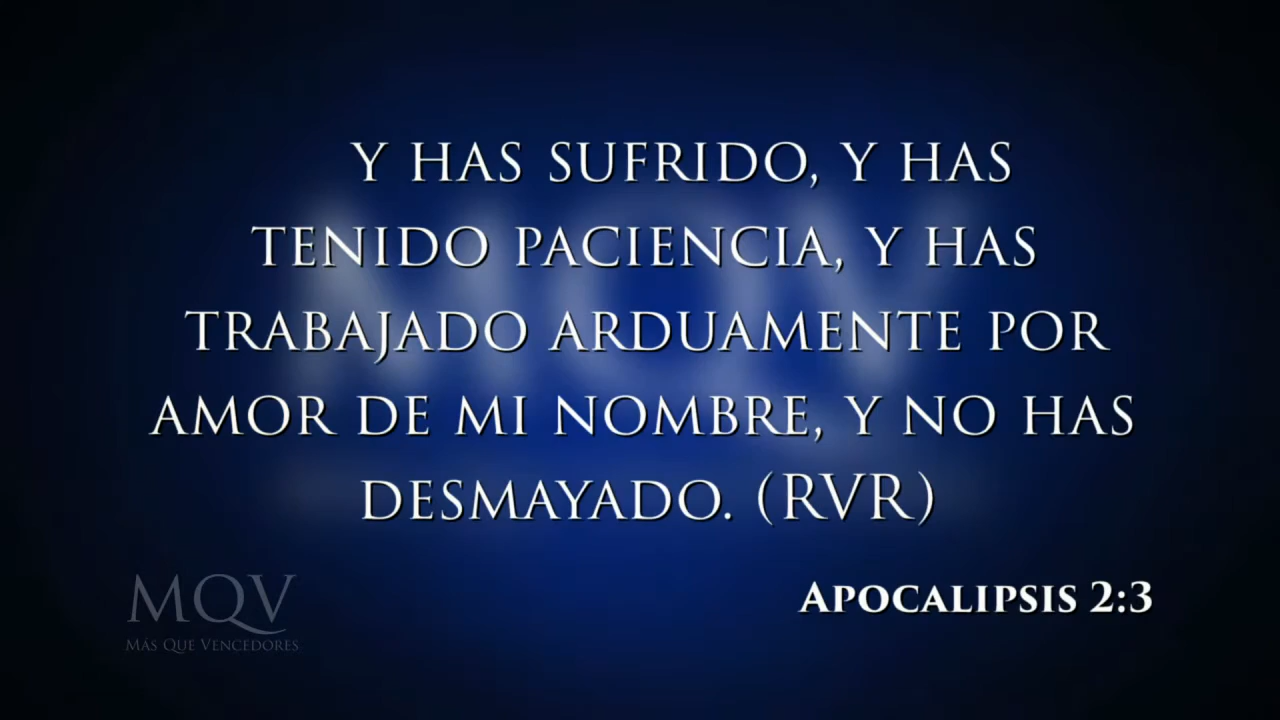 Y HAS SUFRIDO, Y HAS
TENIDO PACIENCIA, Y HAS
TRABAJADO ARDUAMENTE POR
AMOR DE MI NOMBRE, Y NO HAS
DESMAYADO. (RVR)
APOCALIPSIS 2:3
MQV
MÁS QUE VENCEDORES